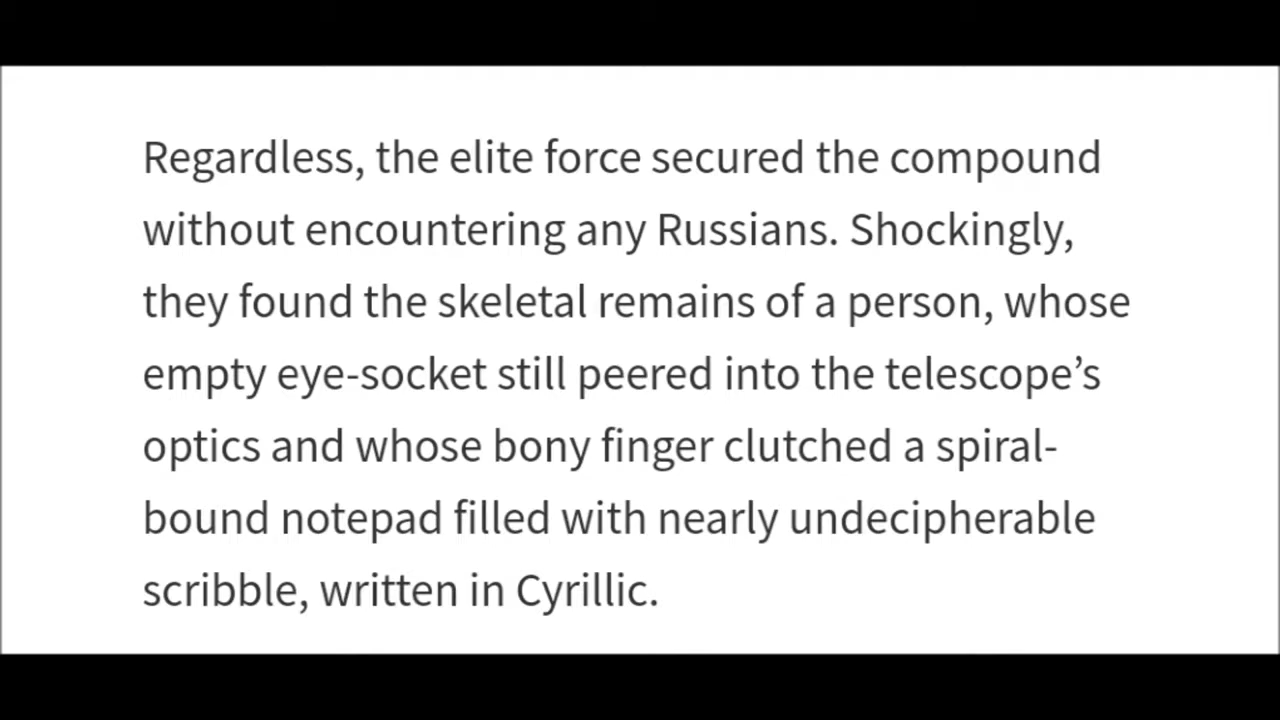 Regardless, the elite force secured the compound
without encountering any Russians. Shockingly,
they found the skeletal remains of a person, whose
empty eye-socket still peered into the telescope’s
optics and whose bony finger clutched a spiral-
bound notepad filled with nearly undecipherable
scribble, written in Cyrillic.